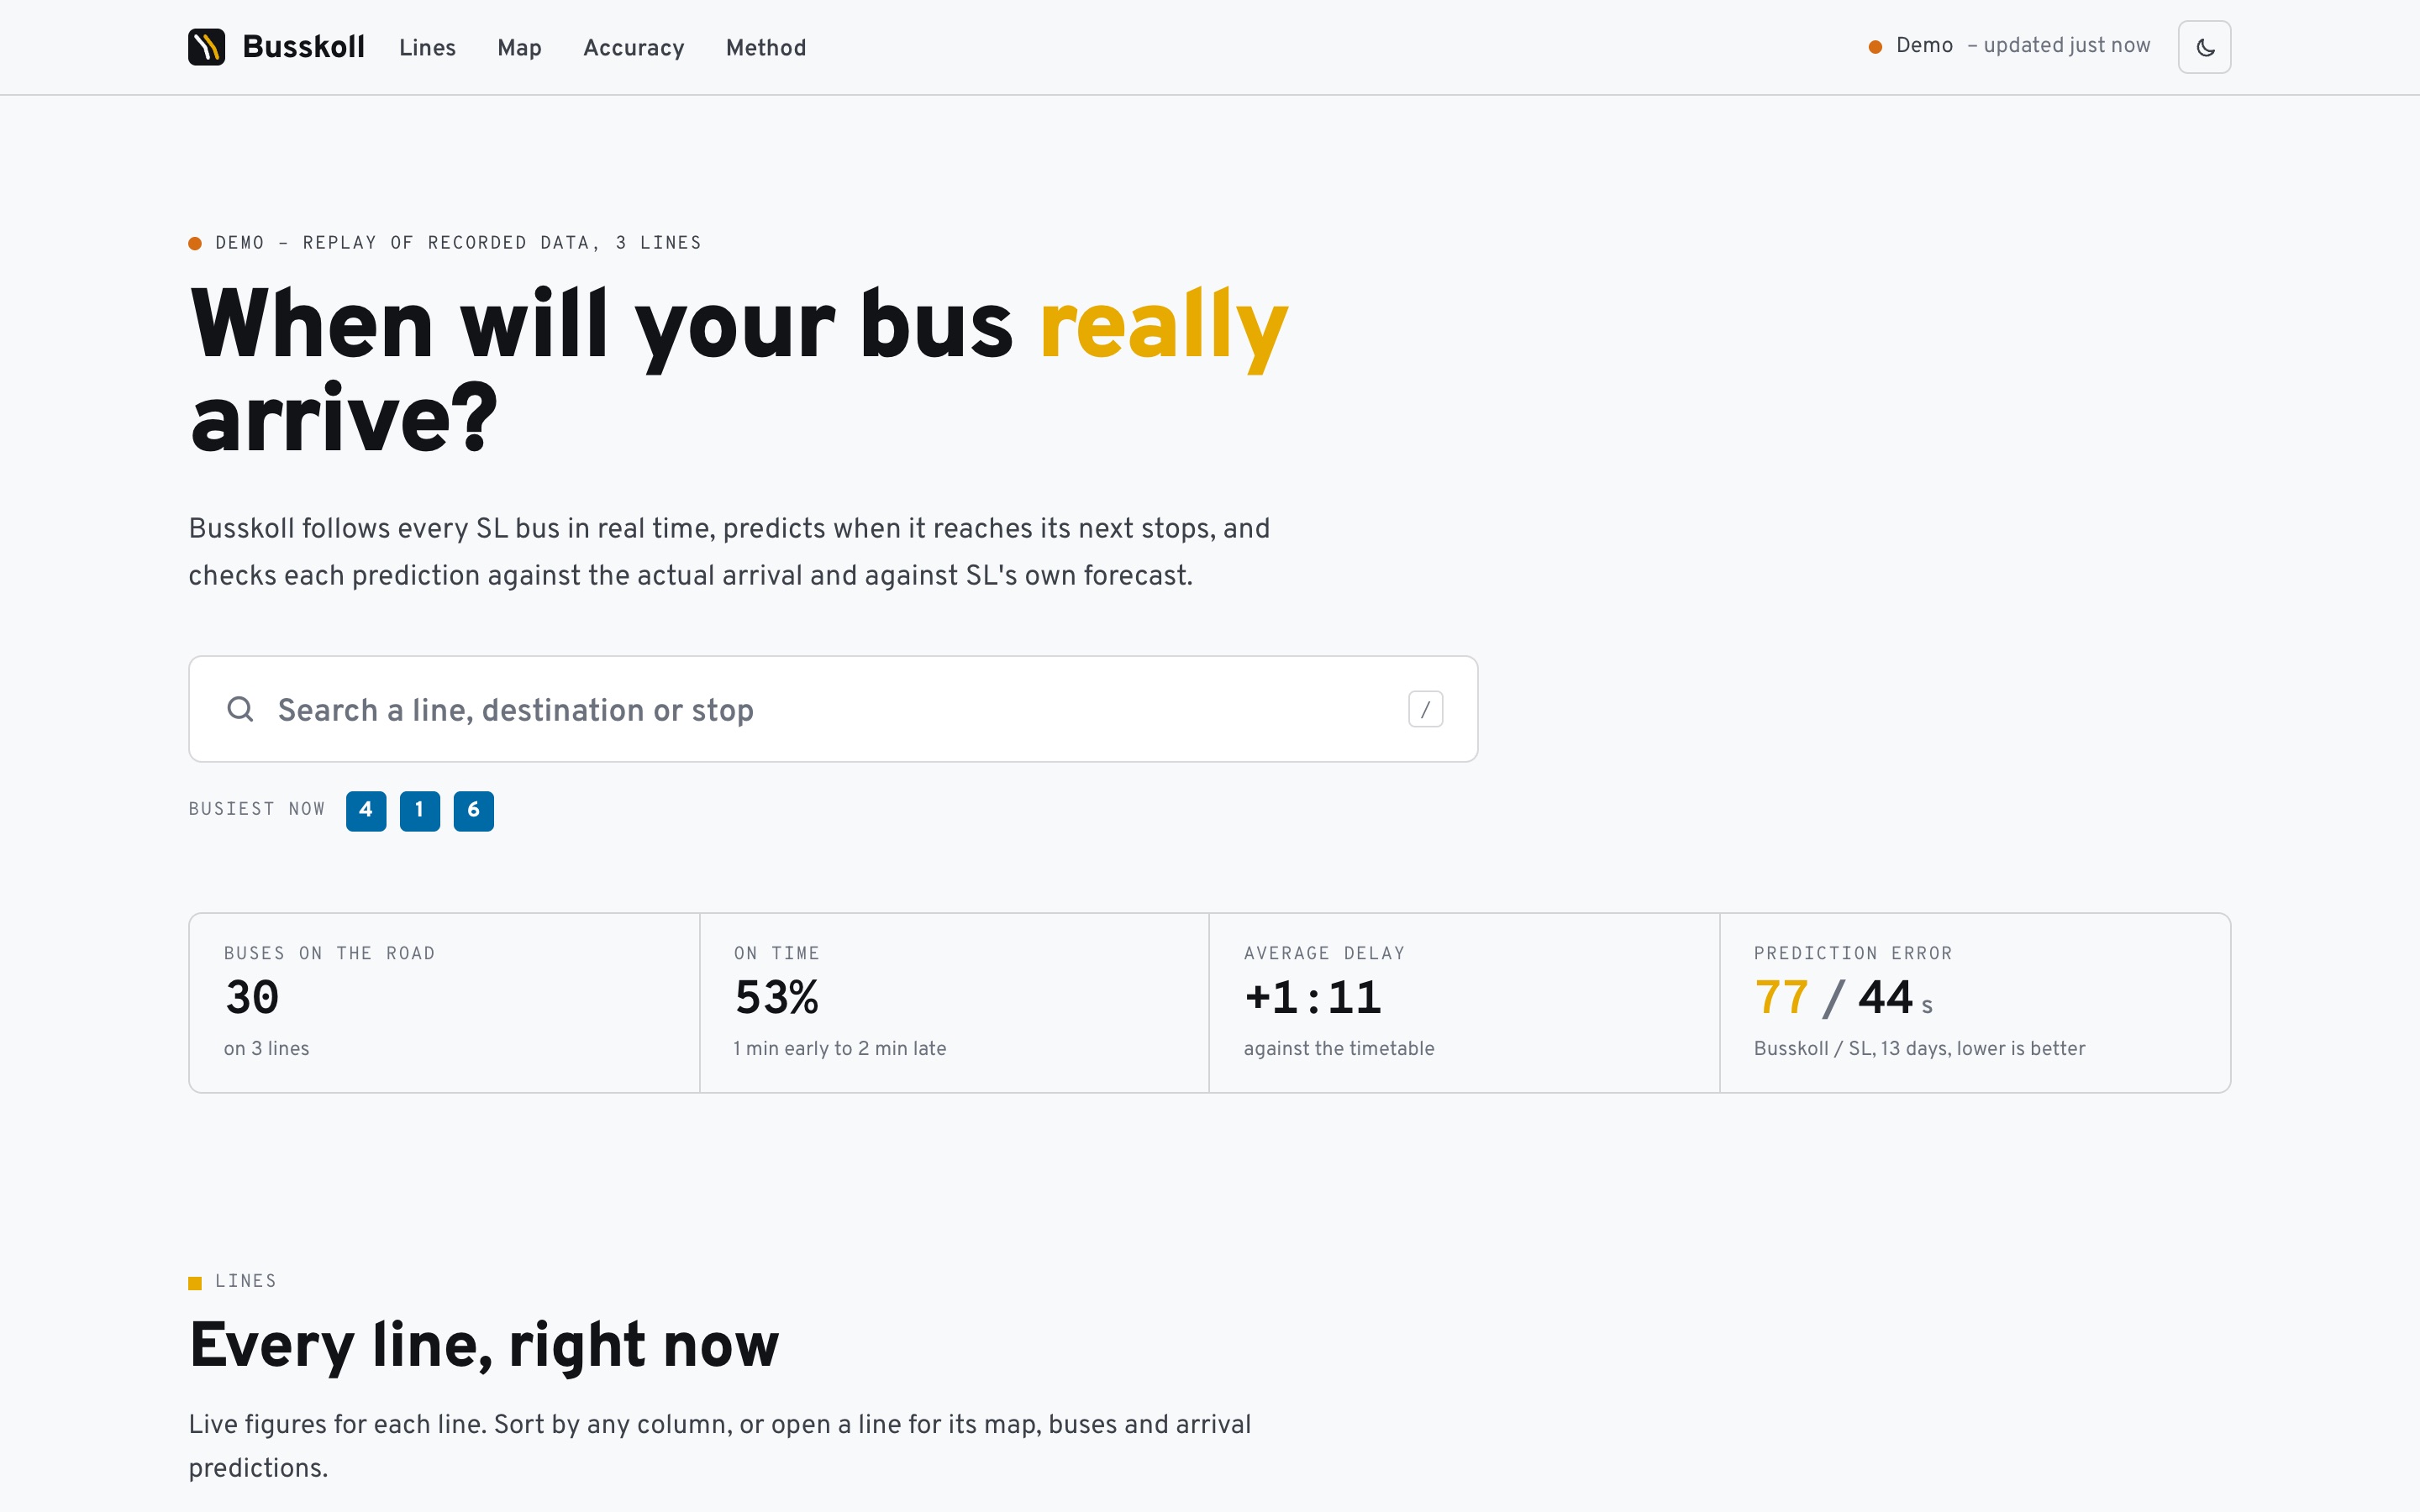 Busskoll Lines Map Accuracy Method Demo – updated just now
DEMO – REPLAY OF RECORDED DATA, 3 LINES
When will your bus really
arrive?
Busskoll follows every SL bus in real time, predicts when it reaches its next stops, and
checks each prediction against the actual arrival and against SL's own forecast.
Search a line, destination or stop /
BUSIEST NOW 4 1 6
BUSES ON THE ROAD
30
on 3 lines
ON TIME
53%
1 min early to 2 min late
AVERAGE DELAY
+1:11
against the timetable
PREDICTION ERROR
77 / 44 s
Busskoll / SL, 13 days, lower is better
LINES
Every line, right now
Live figures for each line. Sort by any column, or open a line for its map, buses and arrival
predictions.